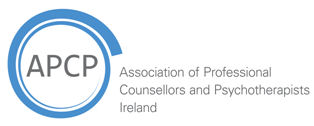 APCP
Association of Professional
Counsellors and Psychotherapists
Ireland